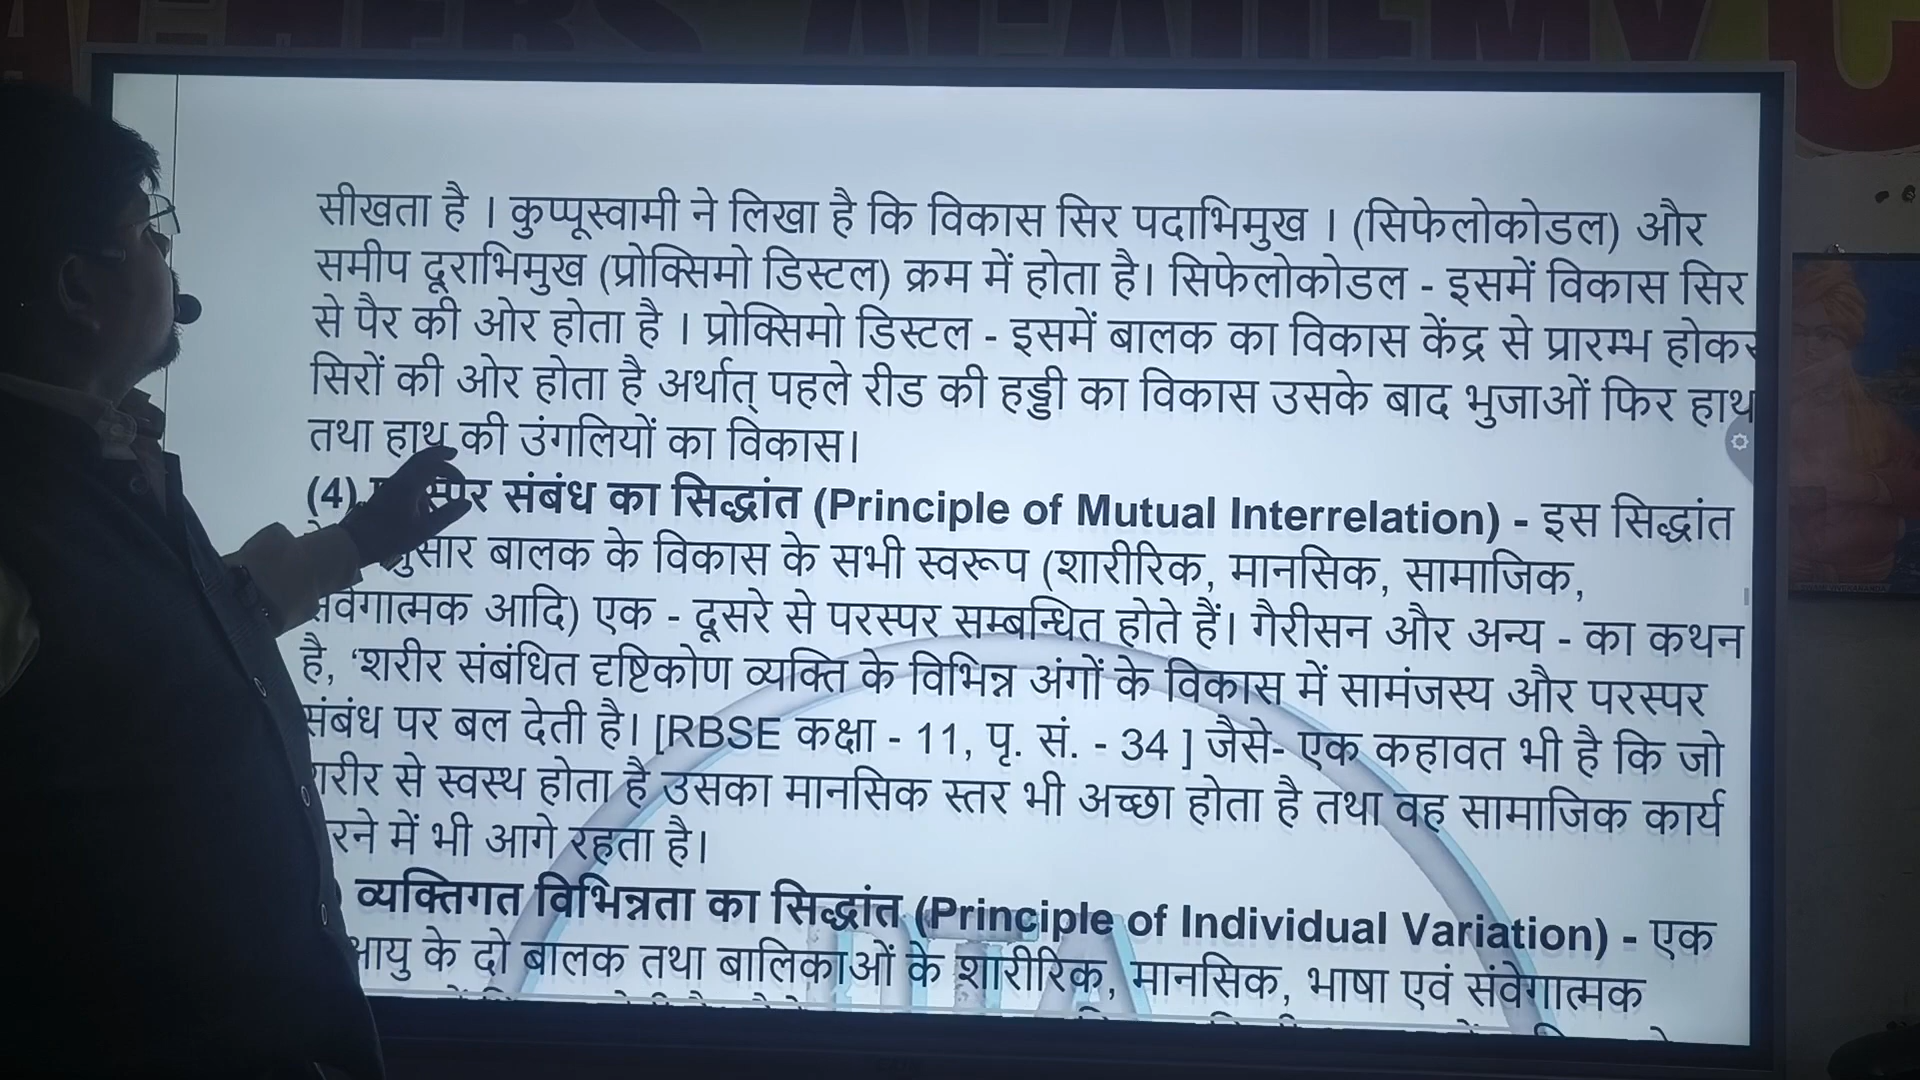 ACADEMY
सीखता है । कुप्पूस्वामी ने लिखा है कि विकास सिर पदाभिमुख । (सिफेलोकोडल) और
समीप दूराभिमुख (प्रोक्सिमो डिस्टल) क्रम में होता है। सिफेलोकोडल - इसमें विकास सिर
से पैर की ओर होता है । प्रोक्सिमो डिस्टल - इसमें बालक का विकास केंद्र से प्रारम्भ होकर
सिरों की ओर होता है अर्थात् पहले रीड की हड्डी का विकास उसके बाद भुजाओं फिर हाथ
तथा हाथ की उंगलियों का विकास।
(4) संबंध का सिद्धांत (Principle of Mutual Interrelation) - इस सिद्धांत
बालक के विकास के सभी स्वरूप (शारीरिक, मानसिक, सामाजिक,
आदि) एक - दूसरे से परस्पर सम्बन्धित होते हैं। गैरीसन और अन्य - का कथन
है, ‘शरीर संबंधित दृष्टिकोण व्यक्ति के विभिन्न अंगों के विकास में सामंजस्य और परस्पर
संबंध पर बल देती है। [RBSE कक्षा - 11, पृ. सं. - 34 ] जैसे- एक कहावत भी है कि जो
से स्वस्थ होता है उसका मानसिक स्तर भी अच्छा होता है तथा वह सामाजिक कार्य
में भी आगे रहता है।
व्यक्तिगत विभिन्नता का सिद्धांत (Principle of Individual Variation) - एक
आयु के दो बालक तथा बालिकाओं के शारीरिक, मानसिक, भाषा एवं संवेगात्मक